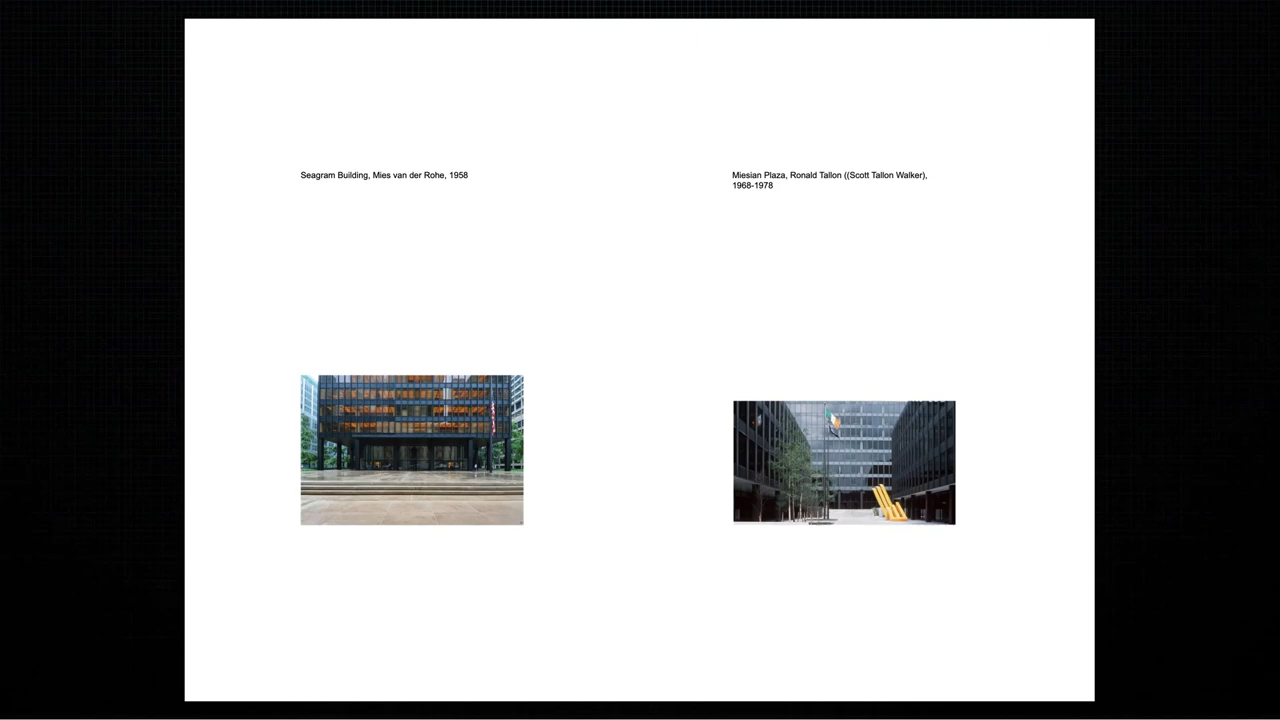 Seagram Building, Mies van der Rohe, 1958
Miesian Plaza, Ronald Tallon ((Scott Tallon Walker),
1968-1978